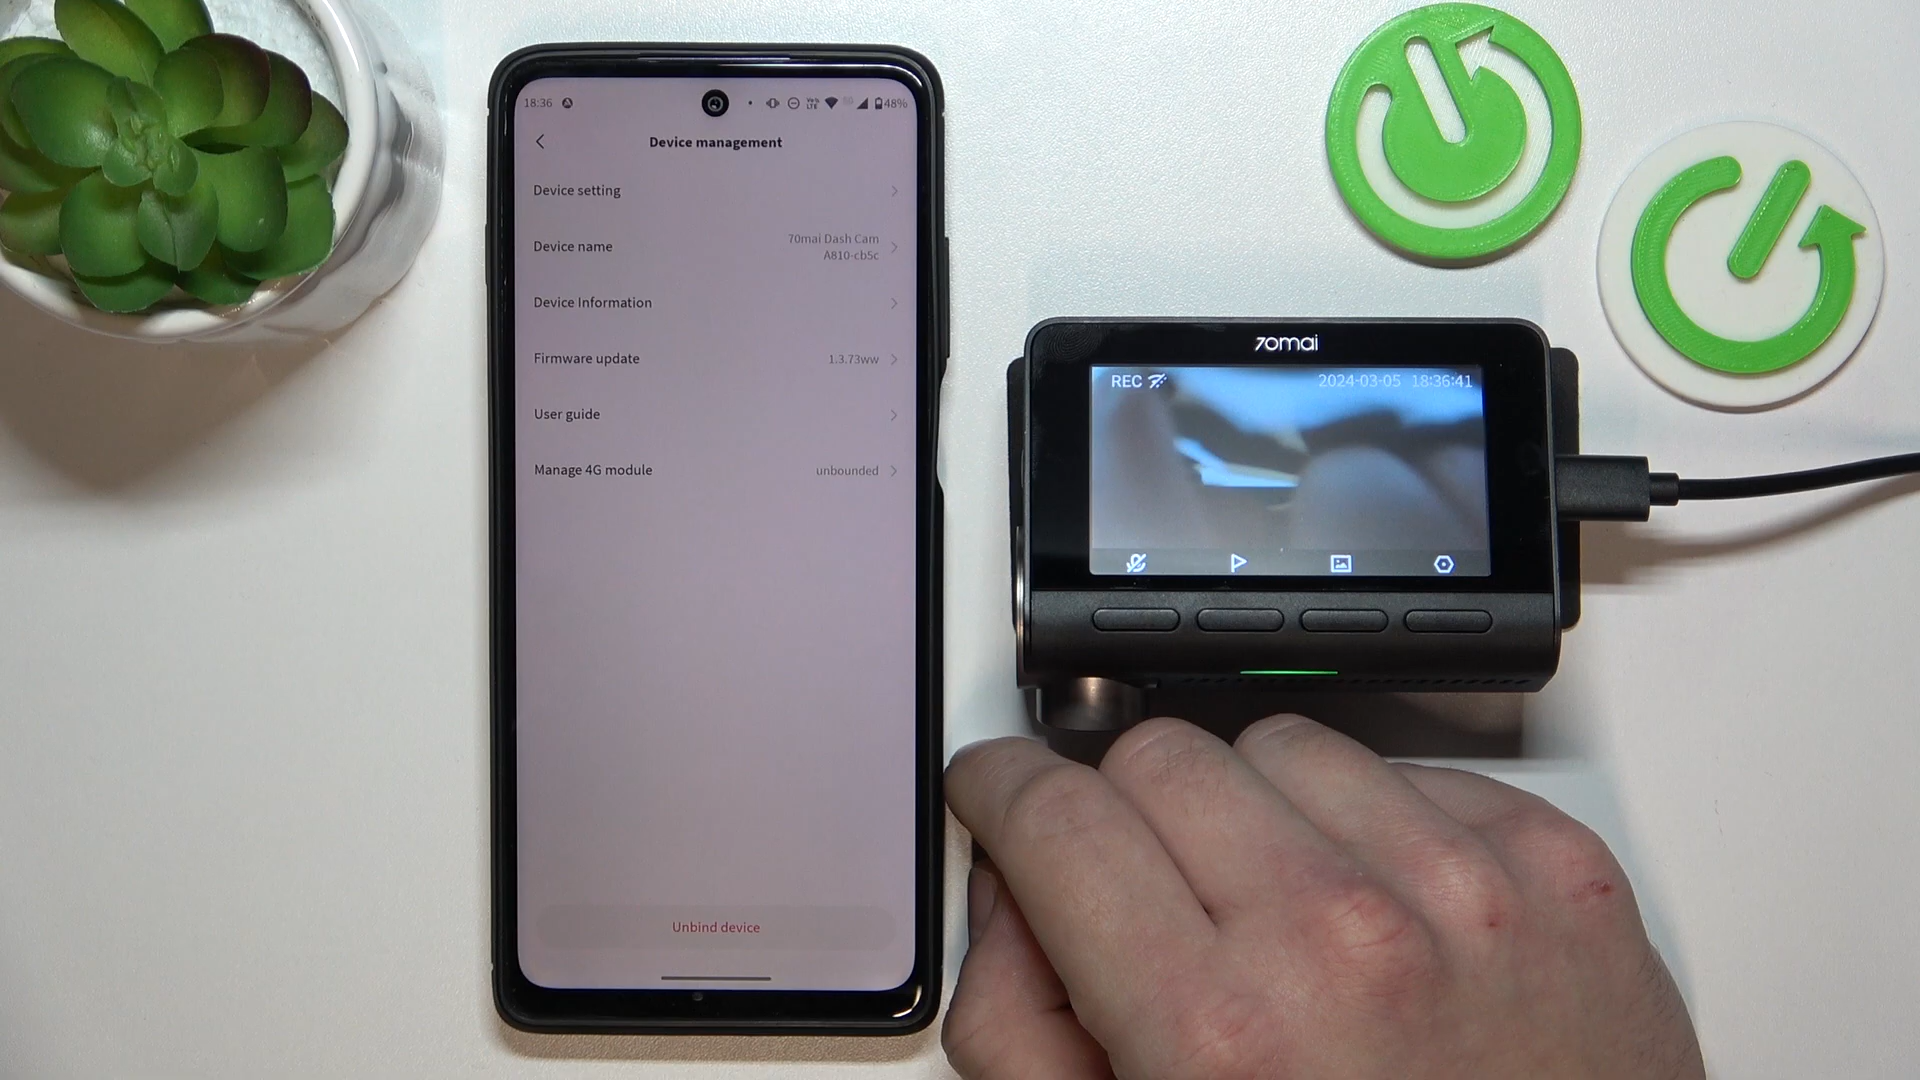 18:36
VoLTE 48%
Device management
Device setting
Device name
70mai Dash Cam
A810-cb5c
Device Information
Firmware update 1.3.73ww
User guide
Manage 4G module unbounded
Unbind device
70mai
REC 2024-03-05 18:36:41